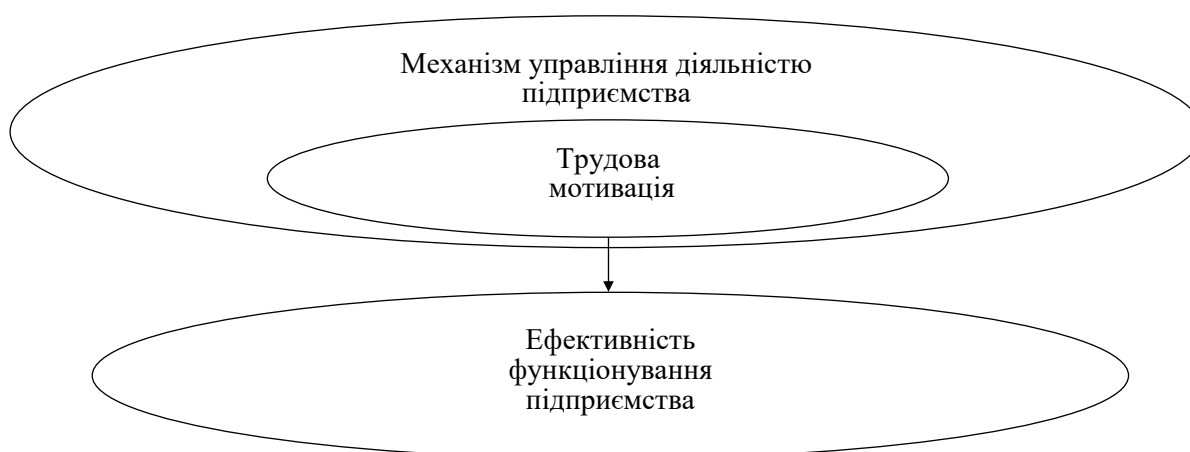 Механізм управління діяльністю
підприємства
Трудова
мотивація
Ефективність
функціонування
підприємства